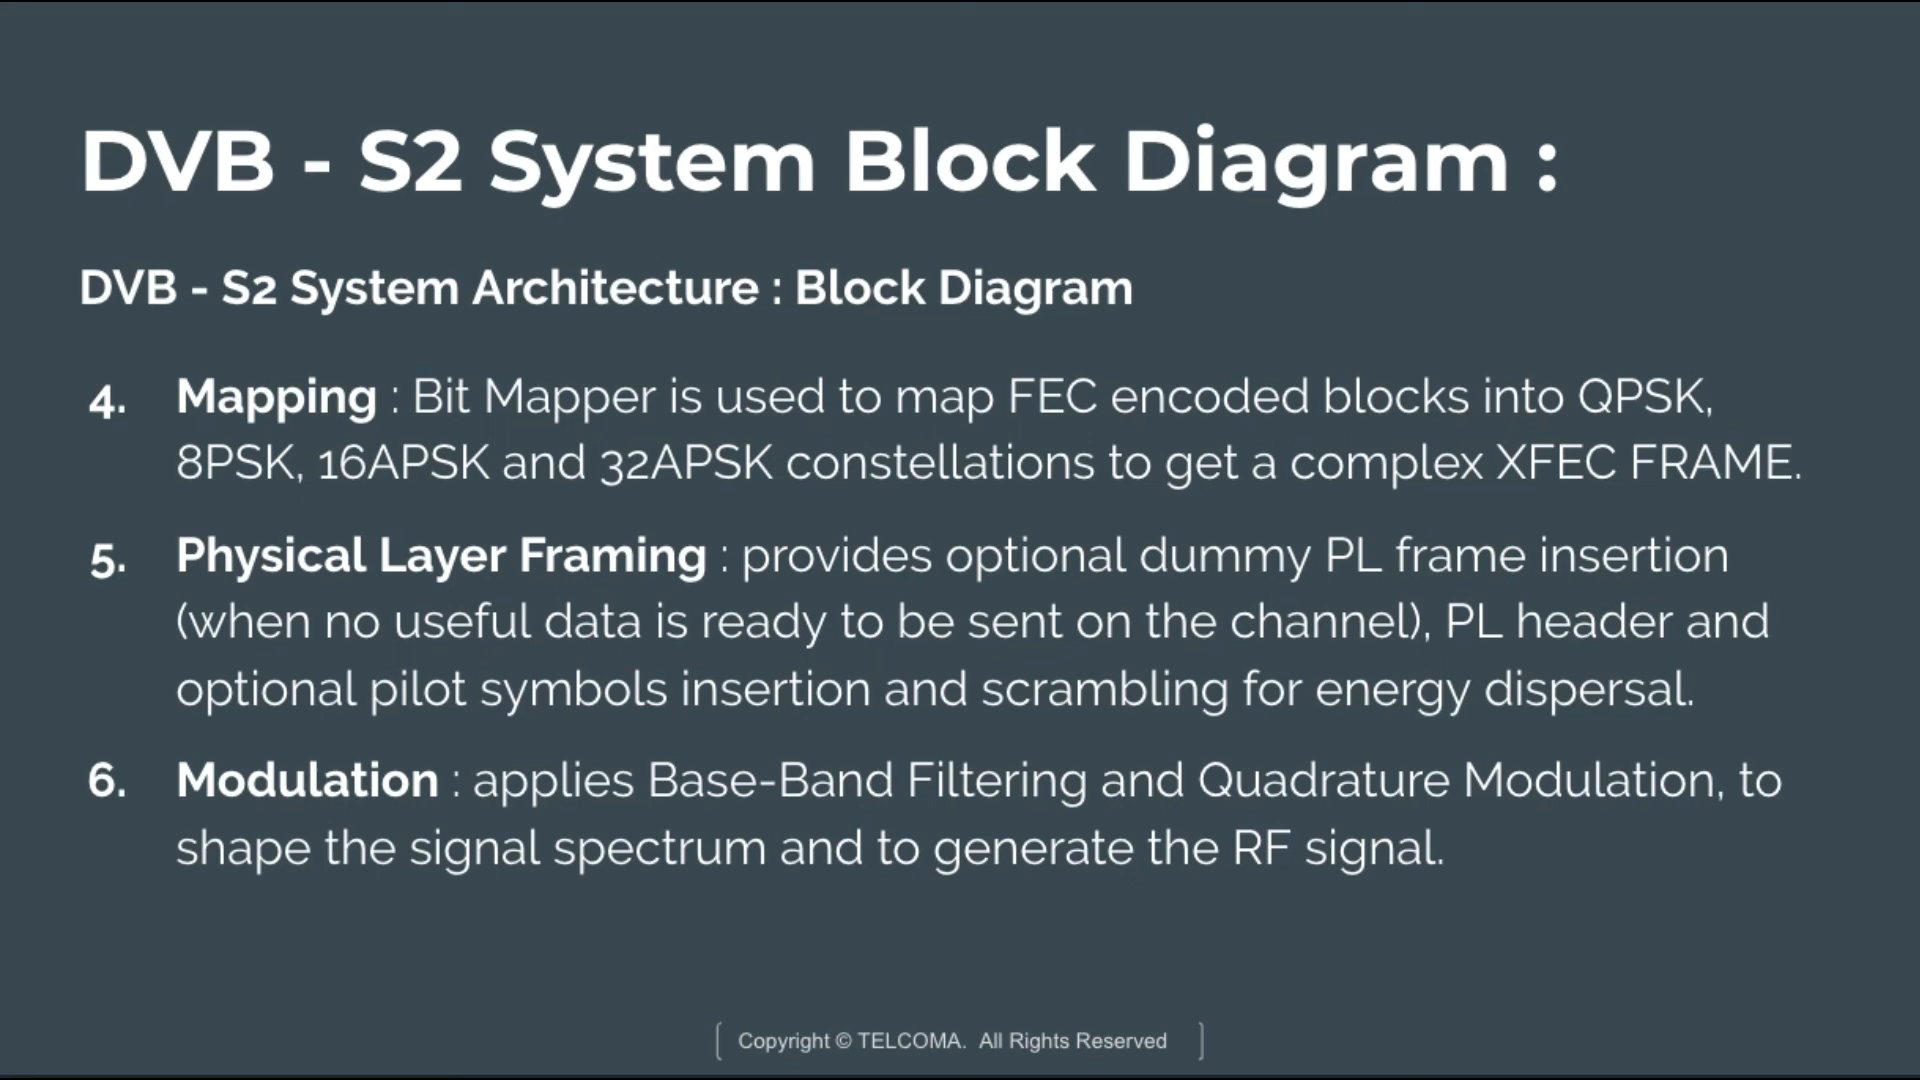 DVB - S2 System Block Diagram :
DVB - S2 System Architecture : Block Diagram
4. Mapping : Bit Mapper is used to map FEC encoded blocks into QPSK,
8PSK, 16APSK and 32APSK constellations to get a complex XFEC FRAME.
5. Physical Layer Framing : provides optional dummy PL frame insertion
(when no useful data is ready to be sent on the channel), PL header and
optional pilot symbols insertion and scrambling for energy dispersal.
6. Modulation : applies Base-Band Filtering and Quadrature Modulation, to
shape the signal spectrum and to generate the RF signal.
[ Copyright © TELCOMA. All Rights Reserved ]